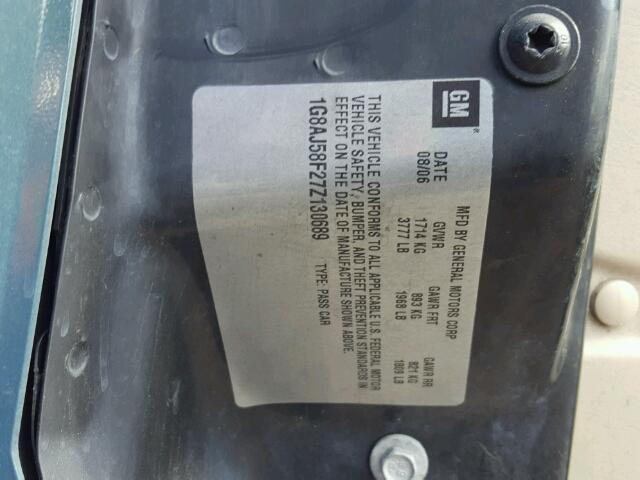 GM
DATE
08/06
MFD BY GENERAL MOTORS CORP
GVWR GAWR FRT GAWR RR
1714 KG 893 KG 821 KG
3777 LB 1968 LB 1809 LB
THIS VEHICLE CONFORMS TO ALL APPLICABLE U.S. FEDERAL MOTOR
VEHICLE SAFETY, BUMPER, AND THEFT PREVENTION STANDARDS IN
EFFECT ON THE DATE OF MANUFACTURE SHOWN ABOVE.
1G8AJ58F27Z130689 TYPE: PASS CAR